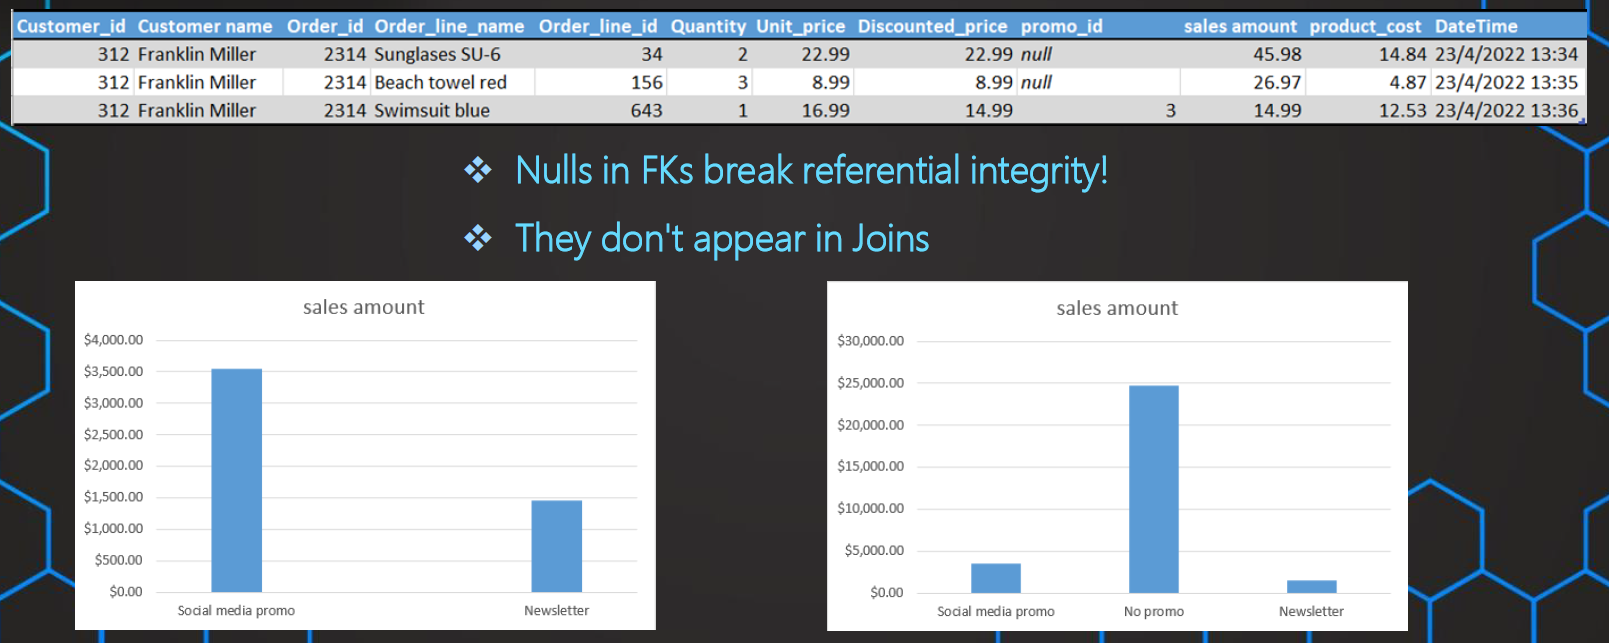 Customer_id Customer name Order_id Order_line_name Order_line_id Quantity Unit_price Discounted_price promo_id sales amount product_cost DateTime
312 Franklin Miller 2314 Sunglases SU-6 34 2 22.99 22.99 null 45.98 14.84 23/4/2022 13:34
312 Franklin Miller 2314 Beach towel red 156 3 8.99 8.99 null 26.97 4.87 23/4/2022 13:35
312 Franklin Miller 2314 Swimsuit blue 643 1 16.99 14.99 3 14.99 12.53 23/4/2022 13:36
❖ Nulls in FKs break referential integrity!
❖ They don't appear in Joins
sales amount
$4,000.00
$3,500.00
$3,000.00
$2,500.00
$2,000.00
$1,500.00
$1,000.00
$500.00
$0.00
Social media promo Newsletter
sales amount
$30,000.00
$25,000.00
$20,000.00
$15,000.00
$10,000.00
$5,000.00
$0.00
Social media promo No promo Newsletter